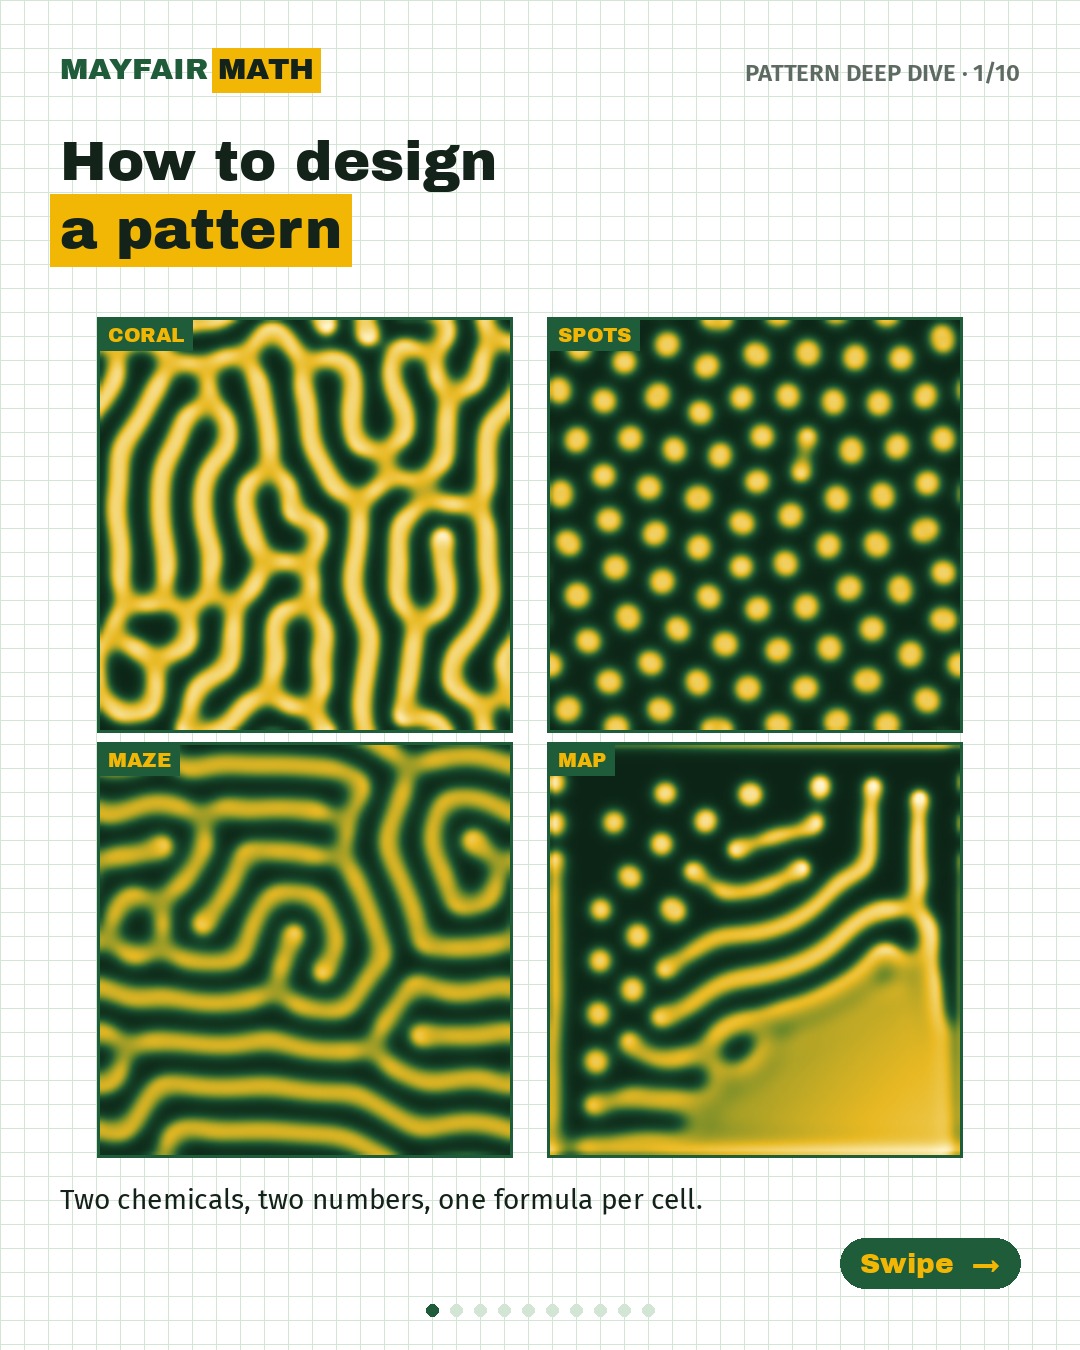 MAYFAIR MATH
PATTERN DEEP DIVE · 1/10
How to design
a pattern
CORAL
SPOTS
MAZE
MAP
Two chemicals, two numbers, one formula per cell.
Swipe →